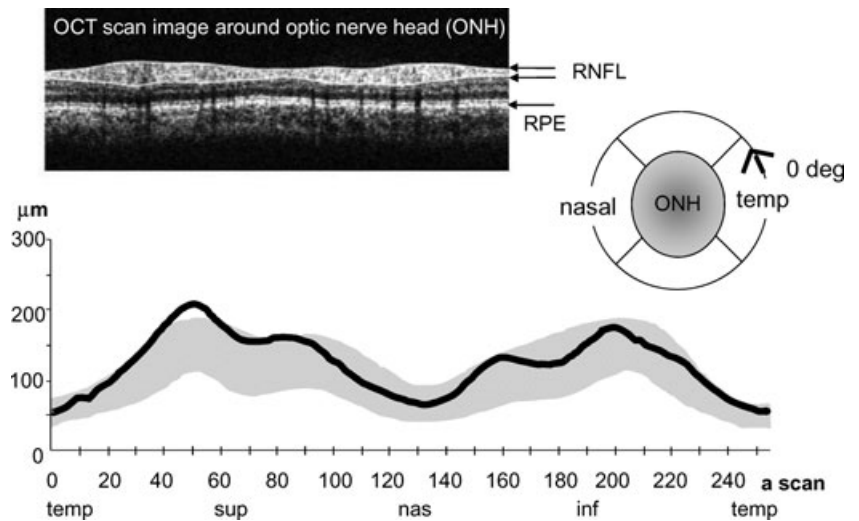 OCT scan image around optic nerve head (ONH)
RNFL
RPE
0 deg
nasal
ONH
temp
μm
300
200
100
0
0 20 40 60 80 100 120 140 160 180 200 220 240 a scan
temp sup nas inf temp